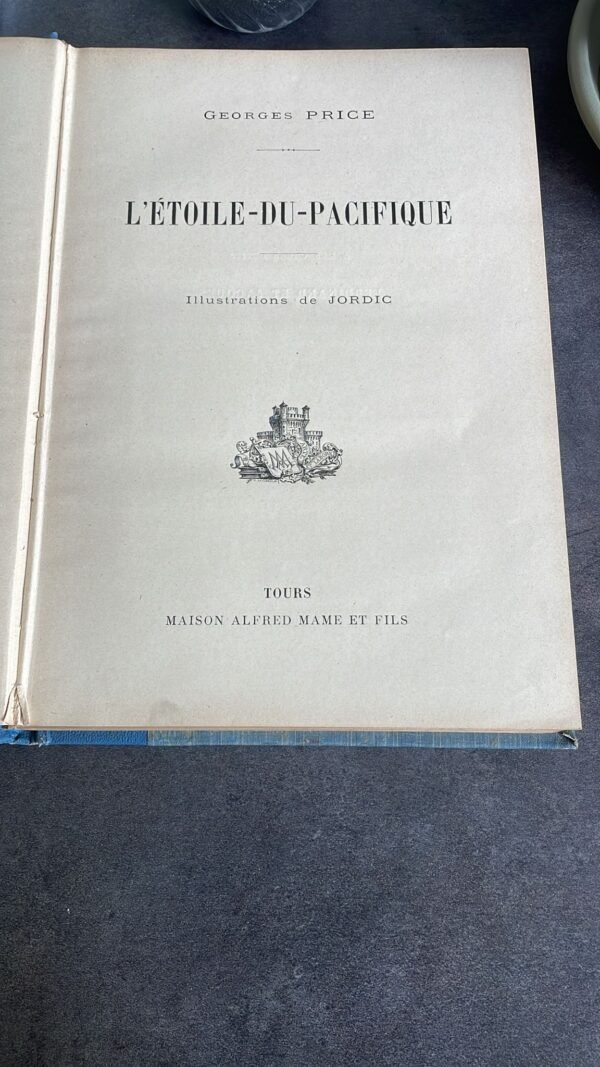 GEORGES PRICE
L'ÉTOILE-DU-PACIFIQUE
Illustrations de JORDIC
TOURS
MAISON ALFRED MAME ET FILS